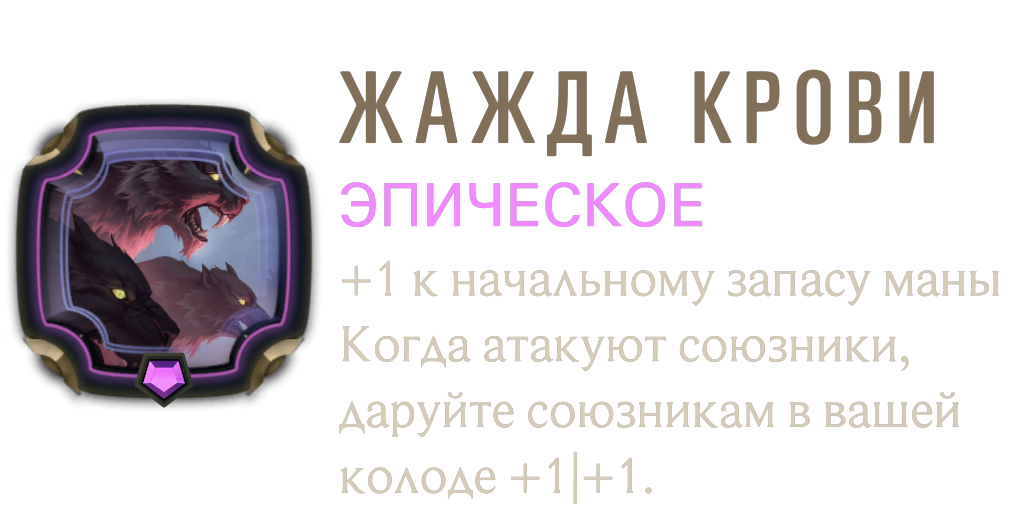 ЖАЖДА КРОВИ
ЭПИЧЕСКОЕ
+1 к начальному запасу маны
Когда атакуют союзники,
даруйте союзникам в вашей
колоде +1|+1.